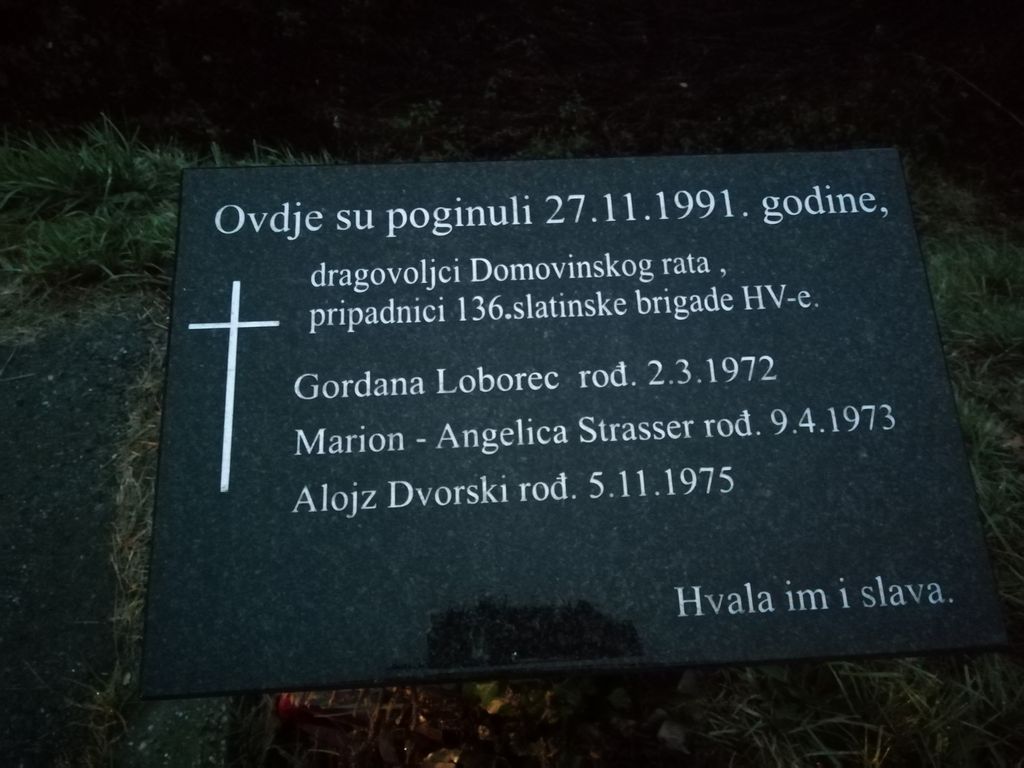 Ovdje su poginuli 27.11.1991. godine,
dragovoljci Domovinskog rata ,
pripadnici 136.slatinske brigade HV-e.
Gordana Loborec rođ. 2.3.1972
Marion - Angelica Strasser rođ. 9.4.1973
Alojz Dvorski rođ. 5.11.1975
Hvala im i slava.